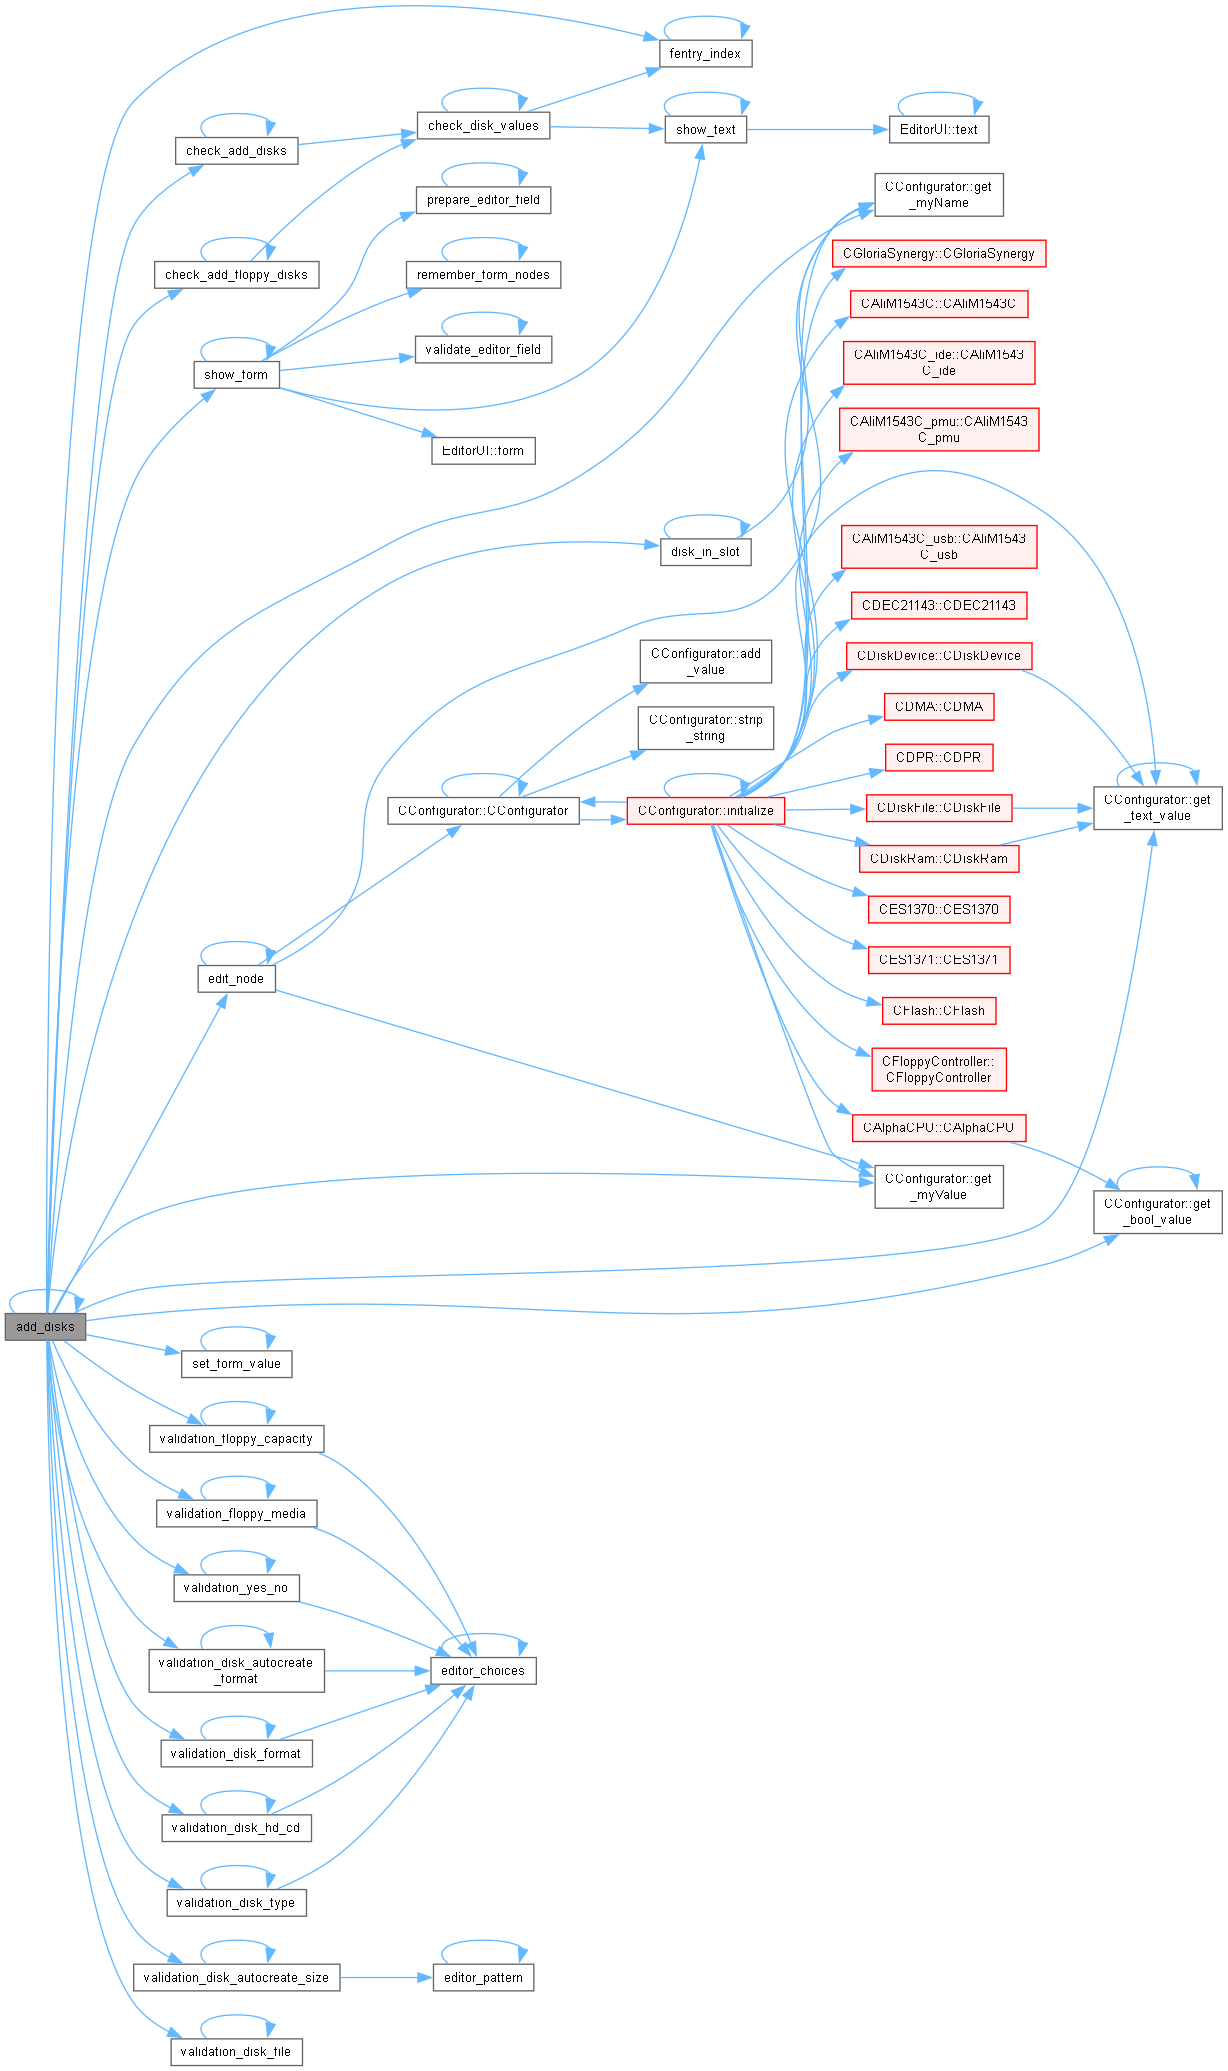 fentry_index
check_disk_values
show_text
EditorUI::text
check_add_disks
CConfigurator::get
_myName
prepare_editor_field
CGloriaSynergy::CGloriaSynergy
check_add_floppy_disks
remember_form_nodes
CAliM1543C::CAliM1543C
validate_editor_field
CAliM1543C_ide::CAliM1543
C_ide
show_form
CAliM1543C_pmu::CAliM1543
C_pmu
EditorUI::form
disk_in_slot
CAliM1543C_usb::CAliM1543
C_usb
CDEC21143::CDEC21143
CConfigurator::add
_value
CDiskDevice::CDiskDevice
CDMA::CDMA
CConfigurator::strip
_string
CDPR::CDPR
CConfigurator::CConfigurator
CConfigurator::initialize
CDiskFile::CDiskFile
CConfigurator::get
_text_value
CDiskRam::CDiskRam
CES1370::CES1370
CES1371::CES1371
edit_node
CFlash::CFlash
CFloppyController::
CFloppyController
CAlphaCPU::CAlphaCPU
CConfigurator::get
_myValue
CConfigurator::get
_bool_value
add_disks
set_form_value
validation_floppy_capacity
validation_floppy_media
validation_yes_no
validation_disk_autocreate
_format
editor_choices
validation_disk_format
validation_disk_hd_cd
validation_disk_type
validation_disk_autocreate_size
editor_pattern
validation_disk_file